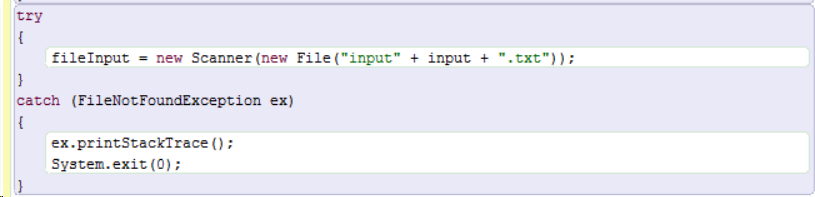 try
{
    fileInput = new Scanner(new File("input" + input + ".txt"));
}
catch (FileNotFoundException ex)
{
    ex.printStackTrace();
    System.exit(0);
}